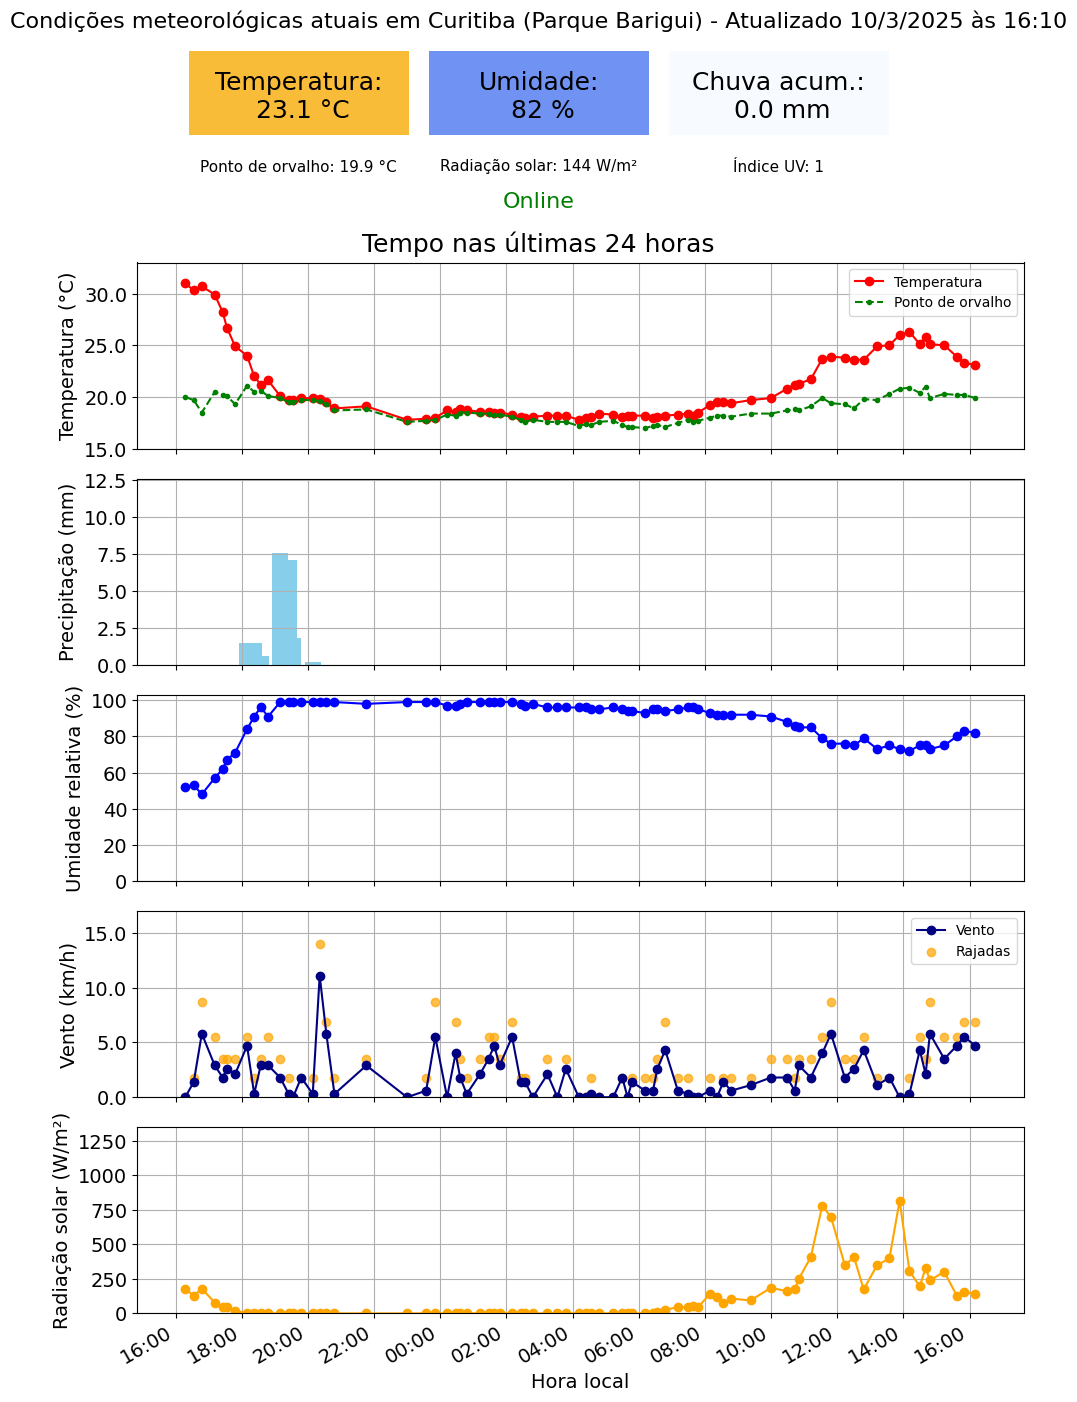 Condições meteorológicas atuais em Curitiba (Parque Barigui) - Atualizado 10/3/2025 às 16:10
Temperatura:
23.1 °C
Umidade:
82 %
Chuva acum.:
0.0 mm
Ponto de orvalho: 19.9 °C
Radiação solar: 144 W/m²
Índice UV: 1
Online
Tempo nas últimas 24 horas
Temperatura (°C)
30.0
25.0
20.0
15.0
Temperatura
Ponto de orvalho
Precipitação (mm)
12.5
10.0
7.5
5.0
2.5
0.0
Umidade relativa (%)
100
80
60
40
20
0
Vento (km/h)
15.0
10.0
5.0
0.0
Vento
Rajadas
Radiação solar (W/m²)
1250
1000
750
500
250
0
16:00 18:00 20:00 22:00 00:00 02:00 04:00 06:00 08:00 10:00 12:00 14:00 16:00
Hora local